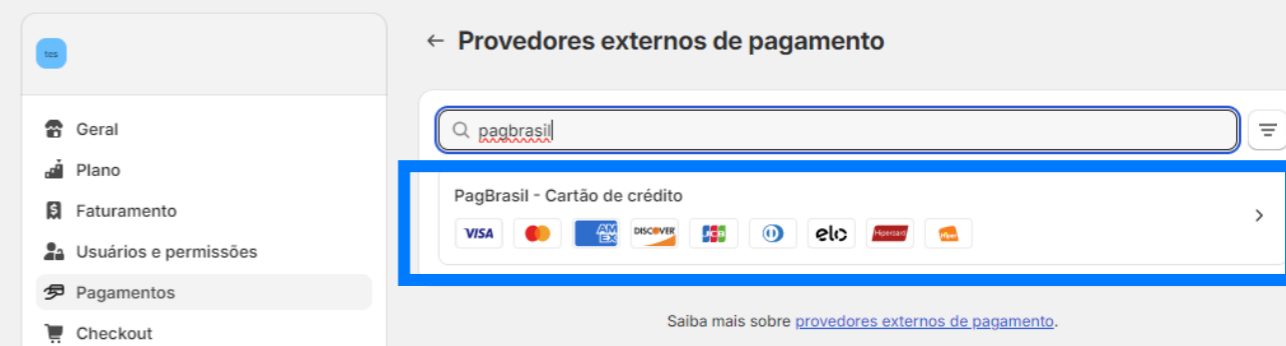 tes
← Provedores externos de pagamento
Geral
Plano
Faturamento
Usuários e permissões
Pagamentos
Checkout
pagbrasil
PagBrasil - Cartão de crédito
VISA AMEX DISCOVER JCB elo Hipercard Hiper
Saiba mais sobre provedores externos de pagamento.